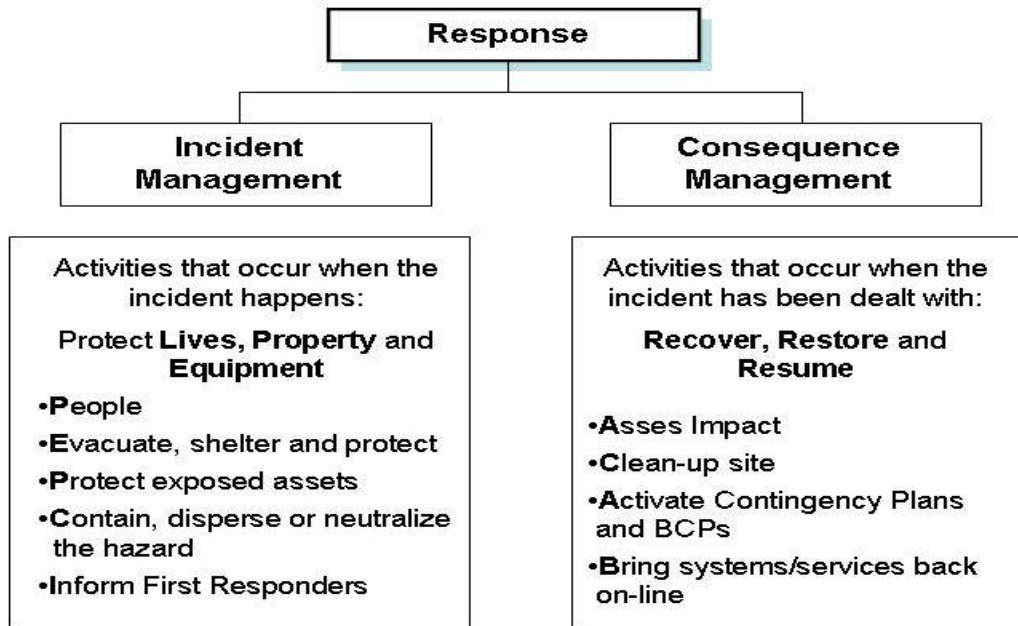 Response
Incident
Management
Consequence
Management
Activities that occur when the
incident happens:
Protect Lives, Property and
Equipment
•People
•Evacuate, shelter and protect
•Protect exposed assets
•Contain, disperse or neutralize
the hazard
•Inform First Responders
Activities that occur when the
incident has been dealt with:
Recover, Restore and
Resume
•Asses Impact
•Clean-up site
•Activate Contingency Plans
and BCPs
•Bring systems/services back
on-line